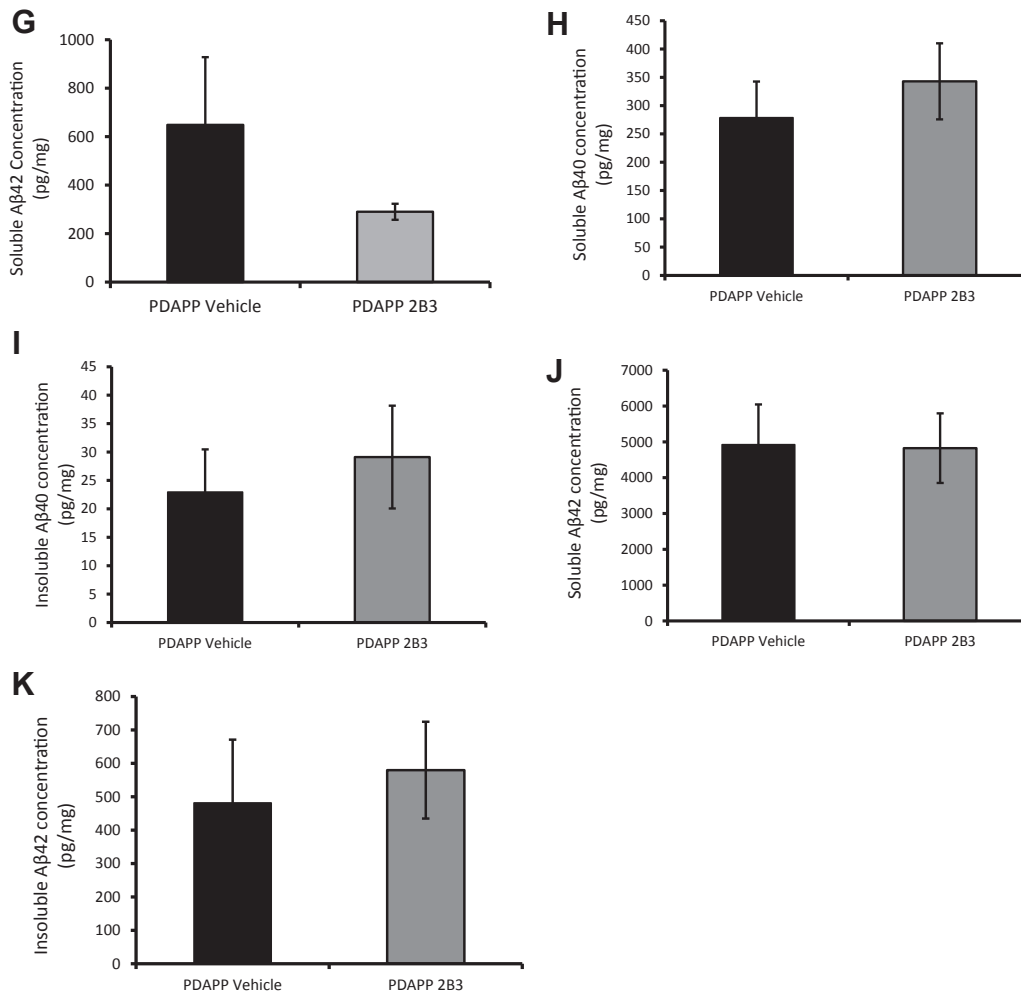 G
Soluble Aβ42 Concentration
(pg/mg)
1000
800
600
400
200
0
PDAPP Vehicle
PDAPP 2B3
H
Soluble Aβ40 concentration
(pg/mg)
450
400
350
300
250
200
150
100
50
0
PDAPP Vehicle
PDAPP 2B3
I
Insoluble Aβ40 concentration
(pg/mg)
45
40
35
30
25
20
15
10
5
0
PDAPP Vehicle
PDAPP 2B3
J
Soluble Aβ42 concentration
(pg/mg)
7000
6000
5000
4000
3000
2000
1000
0
PDAPP Vehicle
PDAPP 2B3
K
Insoluble Aβ42 concentration
(pg/mg)
800
700
600
500
400
300
200
100
0
PDAPP Vehicle
PDAPP 2B3